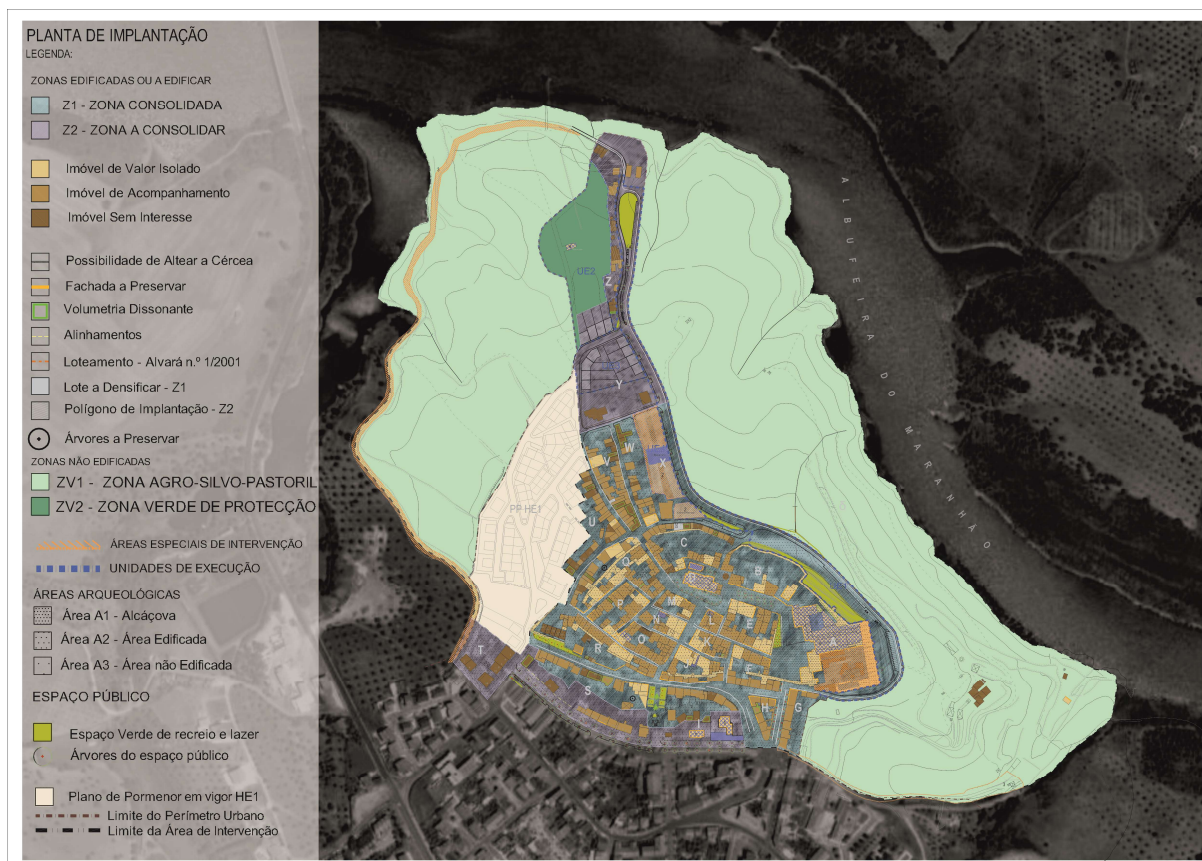 PLANTA DE IMPLANTAÇÃO
LEGENDA:
ZONAS EDIFICADAS OU A EDIFICAR
Z1 - ZONA CONSOLIDADA
Z2 - ZONA A CONSOLIDAR
Imóvel de Valor Isolado
Imóvel de Acompanhamento
Imóvel Sem Interesse
Possibilidade de Altear a Cércea
Fachada a Preservar
Volumetria Dissonante
Alinhamentos
Loteamento - Alvará n.º 1/2001
Lote a Densificar - Z1
Polígono de Implantação - Z2
Árvores a Preservar
ZONAS NÃO EDIFICADAS
ZV1 - ZONA AGRO-SILVO-PASTORIL
ZV2 - ZONA VERDE DE PROTECÇÃO
ÁREAS ESPECIAIS DE INTERVENÇÃO
UNIDADES DE EXECUÇÃO
ÁREAS ARQUEOLÓGICAS
Área A1 - Alcáçova
Área A2 - Área Edificada
Área A3 - Área não Edificada
ESPAÇO PÚBLICO
Espaço Verde de recreio e lazer
Árvores do espaço público
Plano de Pormenor em vigor HE1
Limite do Perímetro Urbano
Limite da Área de Intervenção
ALBUFEIRA DO MARANHÃO
UE2
Z
Y
W
V
X
PP HE1
U
C
Q
D
B
P
M
N
L
E
A
O
K
R
J
F
T
S
H
G
I